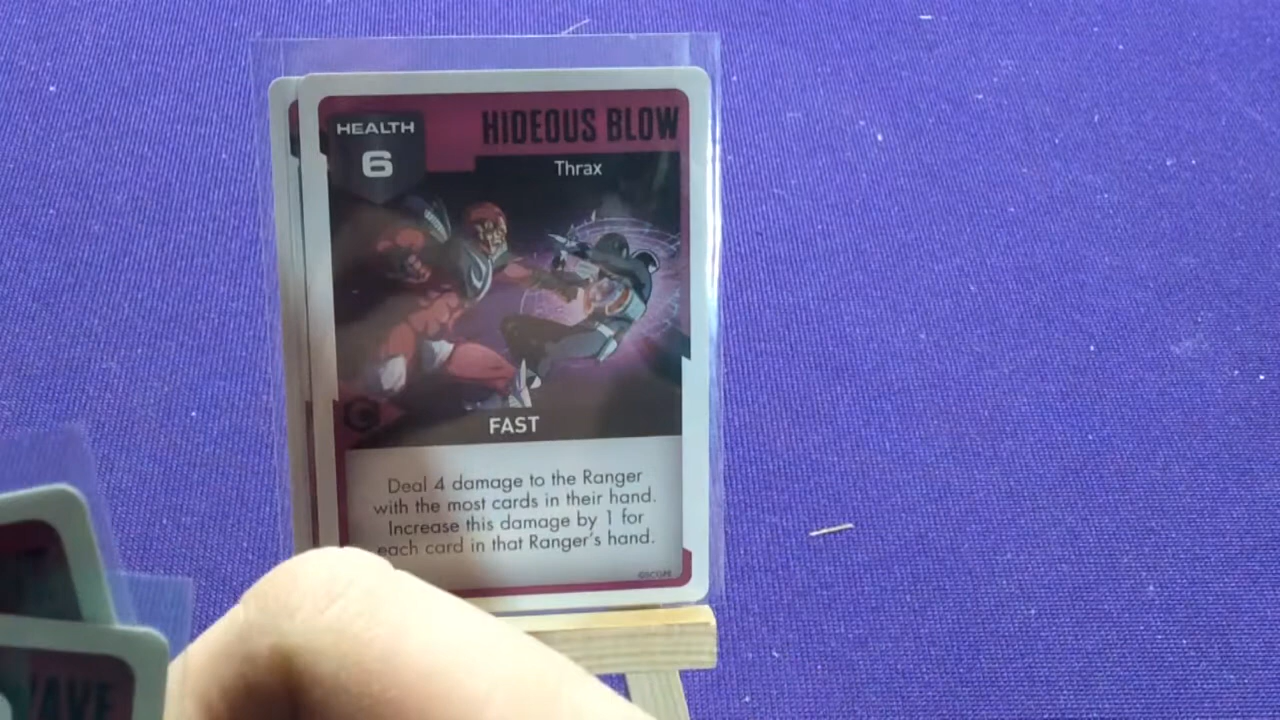 HEALTH
6
HIDEOUS BLOW
Thrax
FAST
Deal 4 damage to the Ranger
with the most cards in their hand.
Increase this damage by 1 for
each card in that Ranger's hand.